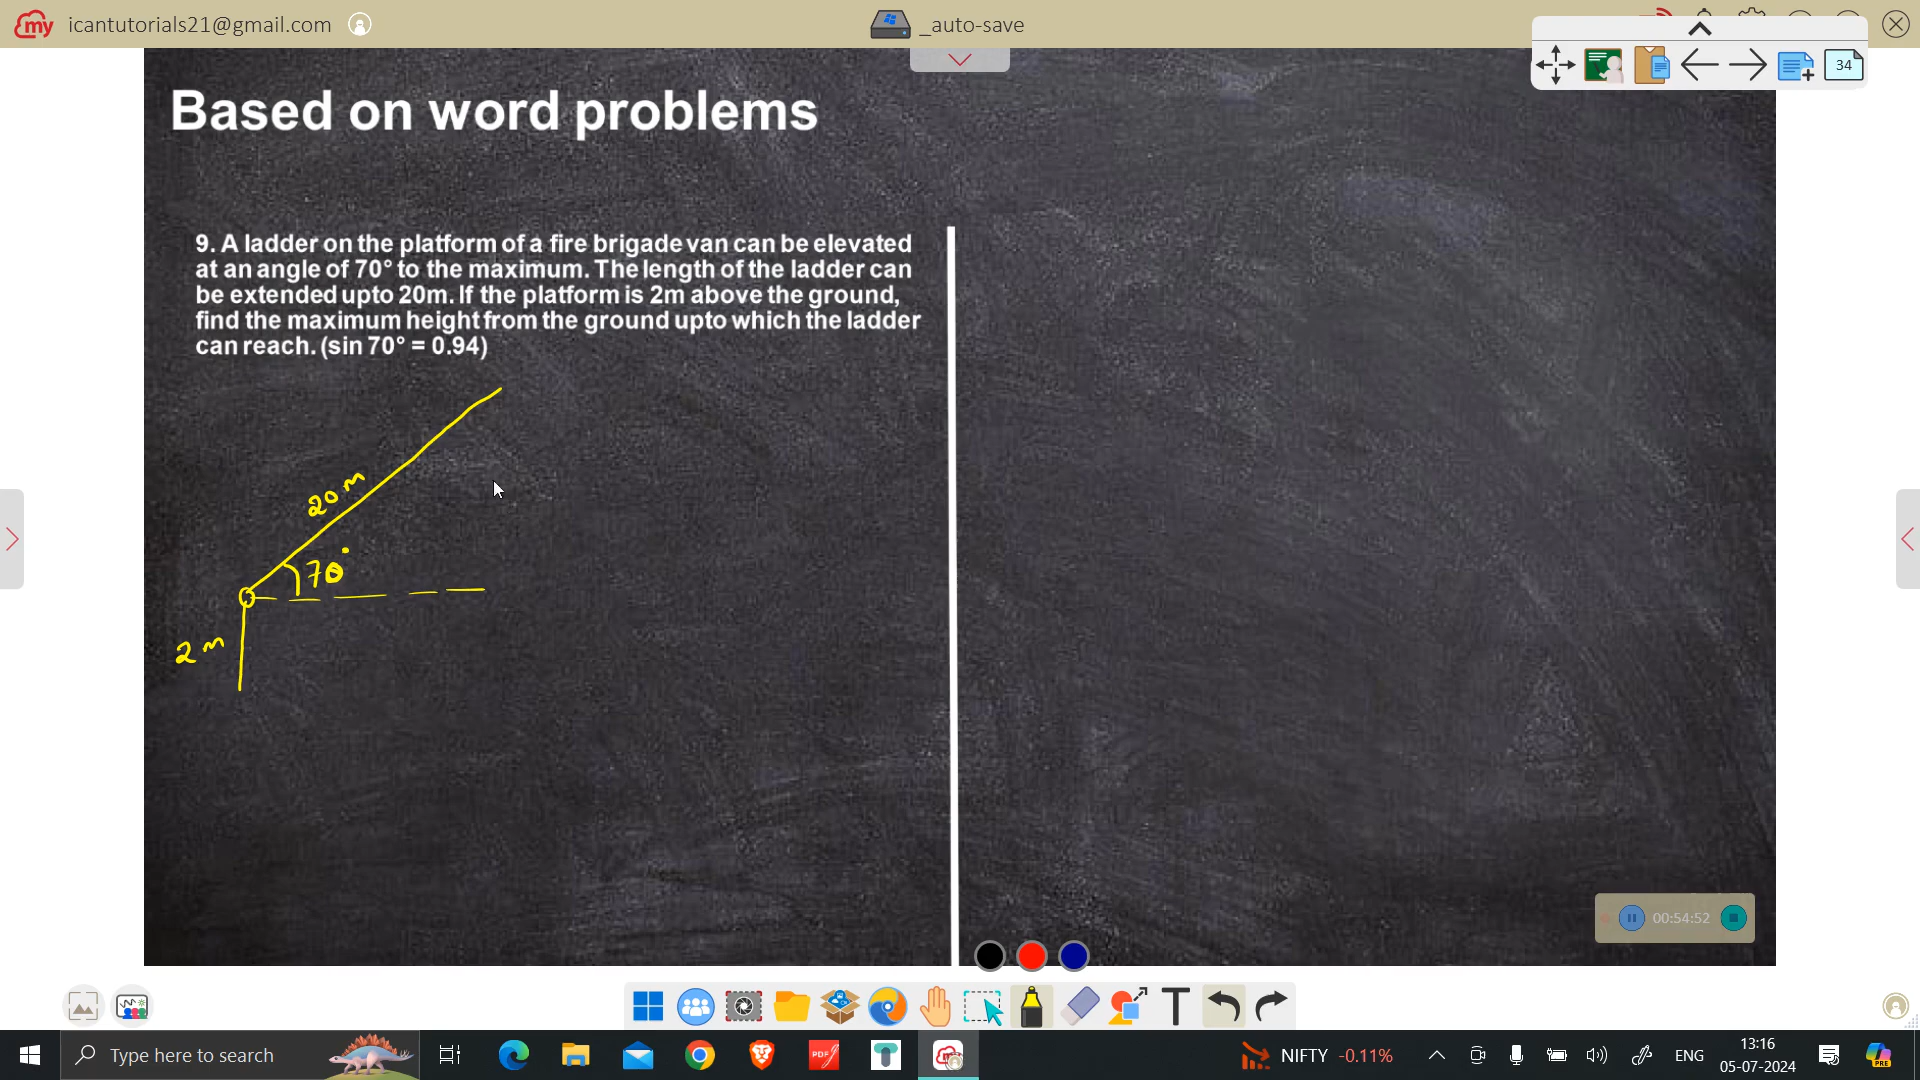 my icantutorials21@gmail.com _auto-save
34
Based on word problems
9. A ladder on the platform of a fire brigade van can be elevated
at an angle of 70° to the maximum. The length of the ladder can
be extended upto 20m. If the platform is 2m above the ground,
find the maximum height from the ground upto which the ladder
can reach. (sin 70° = 0.94)
20 m
70°
2 m
00:54:52
T
Type here to search
PDF
T
NIFTY -0.11%
ENG
13:16
05-07-2024
PRE